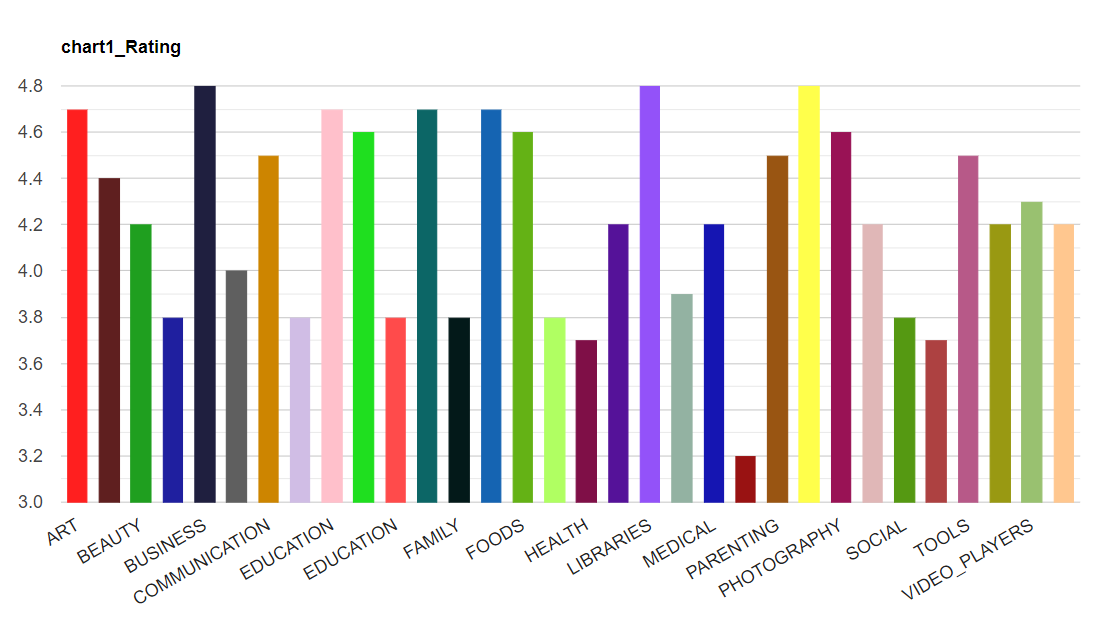 chart1_Rating
4.8
4.6
4.4
4.2
4.0
3.8
3.6
3.4
3.2
3.0
ART
BEAUTY
BUSINESS
COMMUNICATION
EDUCATION
EDUCATION
FAMILY
FOODS
HEALTH
LIBRARIES
MEDICAL
PARENTING
PHOTOGRAPHY
SOCIAL
TOOLS
VIDEO_PLAYERS